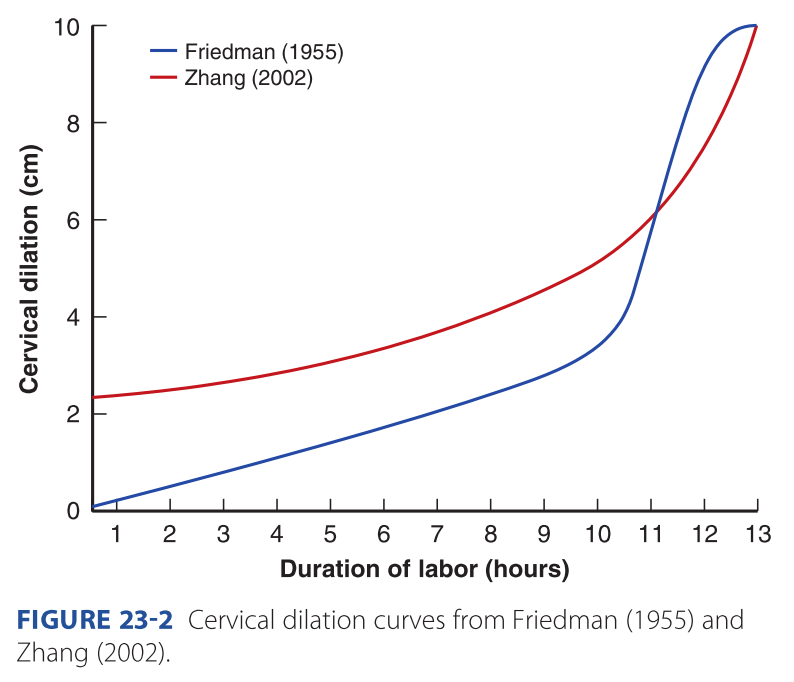 10
8
6
4
2
0
Cervical dilation (cm)
Friedman (1955)
Zhang (2002)
1 2 3 4 5 6 7 8 9 10 11 12 13
Duration of labor (hours)
FIGURE 23-2 Cervical dilation curves from Friedman (1955) and
Zhang (2002).